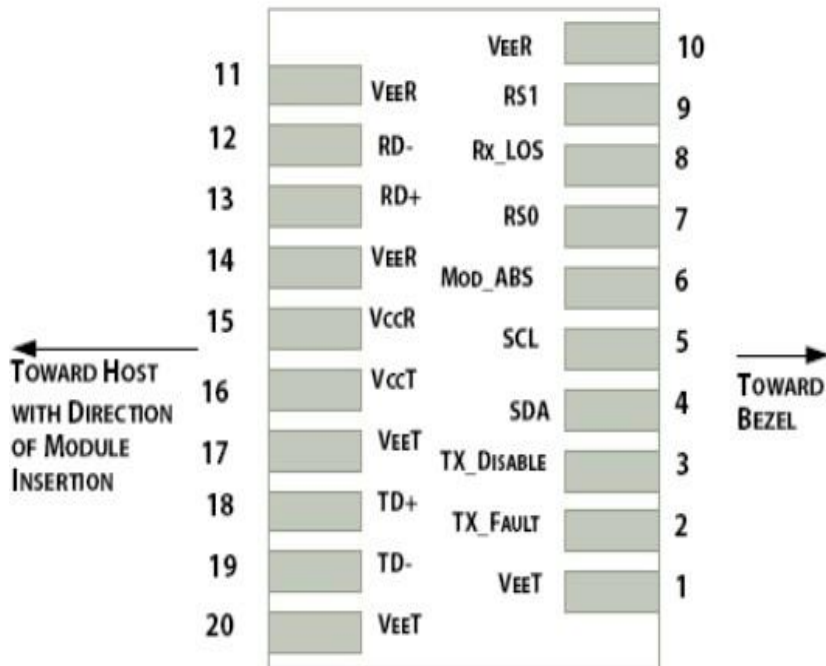 11 VEER
12 RD-
13 RD+
14 VEER
15 VCCR
16 VCCT
17 VEET
18 TD+
19 TD-
20 VEET
VEER 10
RS1 9
RX_LOS 8
RS0 7
MOD_ABS 6
SCL 5
SDA 4
TX_DISABLE 3
TX_FAULT 2
VEET 1
TOWARD HOST
WITH DIRECTION
OF MODULE
INSERTION
TOWARD
BEZEL